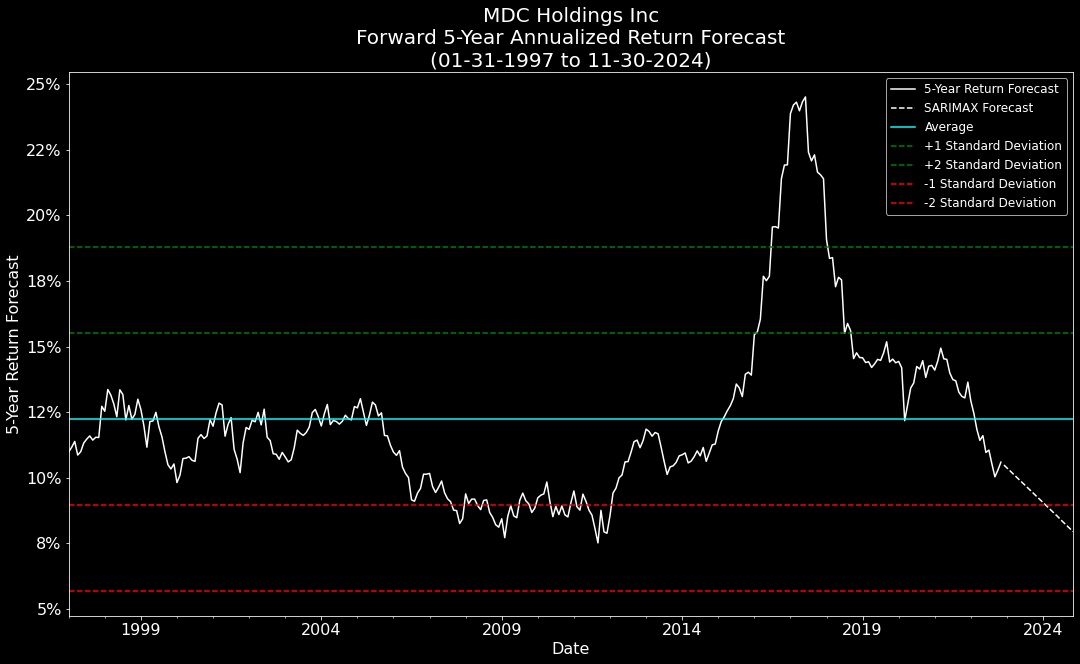 MDC Holdings Inc
Forward 5-Year Annualized Return Forecast
(01-31-1997 to 11-30-2024)
25%
22%
20%
18%
15%
12%
10%
8%
5%
5-Year Return Forecast
5-Year Return Forecast
SARIMAX Forecast
Average
+1 Standard Deviation
+2 Standard Deviation
-1 Standard Deviation
-2 Standard Deviation
1999 2004 2009 2014 2019 2024
Date